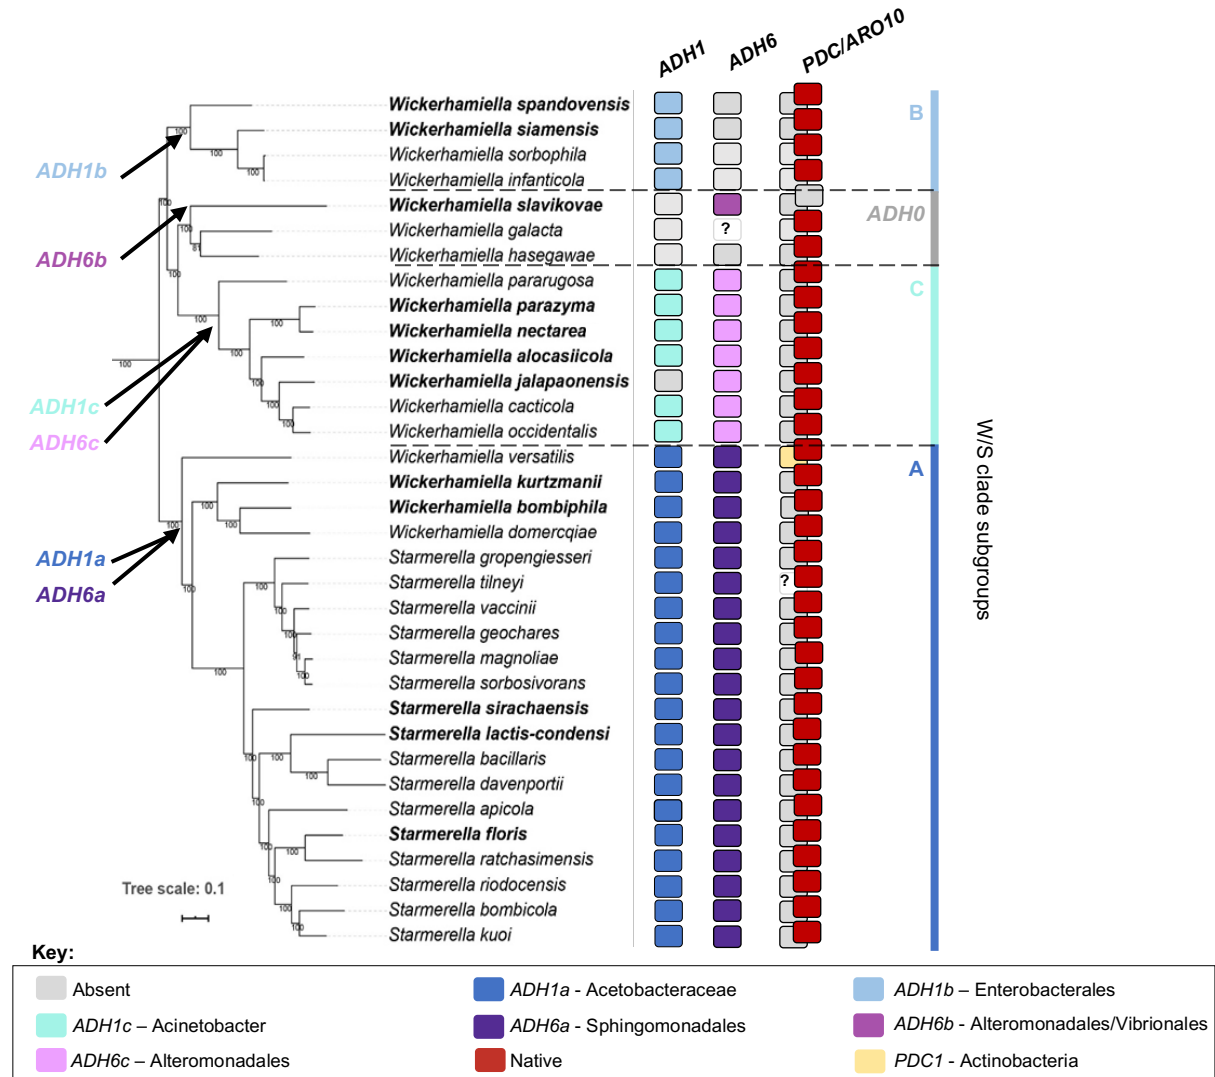 ADH1 ADH6 PDC/ARO10
Wickerhamiella spandovensis
B
Wickerhamiella siamensis
100
ADH1b
Wickerhamiella sorbophila
100
Wickerhamiella infanticola
100
100
Wickerhamiella slavikovae
ADH0
ADH6b
Wickerhamiella galacta ?
81
Wickerhamiella hasegawae
100
Wickerhamiella pararugosa
C
Wickerhamiella parazyma
100 100
Wickerhamiella nectarea
100
Wickerhamiella alocasiicola
100
Wickerhamiella jalapaonensis
100
ADH1c
Wickerhamiella cacticola
100
100
ADH6c
Wickerhamiella occidentalis
Wickerhamiella versatilis
A
Wickerhamiella kurtzmanii
100
Wickerhamiella bombiphila
100
100
Wickerhamiella domercqiae
ADH1a
Starmerella gropengiesseri
ADH6a
Starmerella tilneyi ?
100
Starmerella vaccinii
100
Starmerella geochares
100
Starmerella magnoliae
91
Starmerella sorbosivorans
100
100
Starmerella sirachaensis
Starmerella lactis-condensi
Starmerella bacillaris
100 100
Starmerella davenportii
100
100
Starmerella apicola
Starmerella floris
100
Starmerella ratchasimensis
100
100
Starmerella riodocensis
100
Starmerella bombicola
100
Starmerella kuoi
100
W/S clade subgroups
Tree scale: 0.1
Key:
Absent
ADH1a - Acetobacteraceae
ADH1b – Enterobacterales
ADH1c – Acinetobacter
ADH6a - Sphingomonadales
ADH6b - Alteromonadales/Vibrionales
ADH6c – Alteromonadales
Native
PDC1 - Actinobacteria